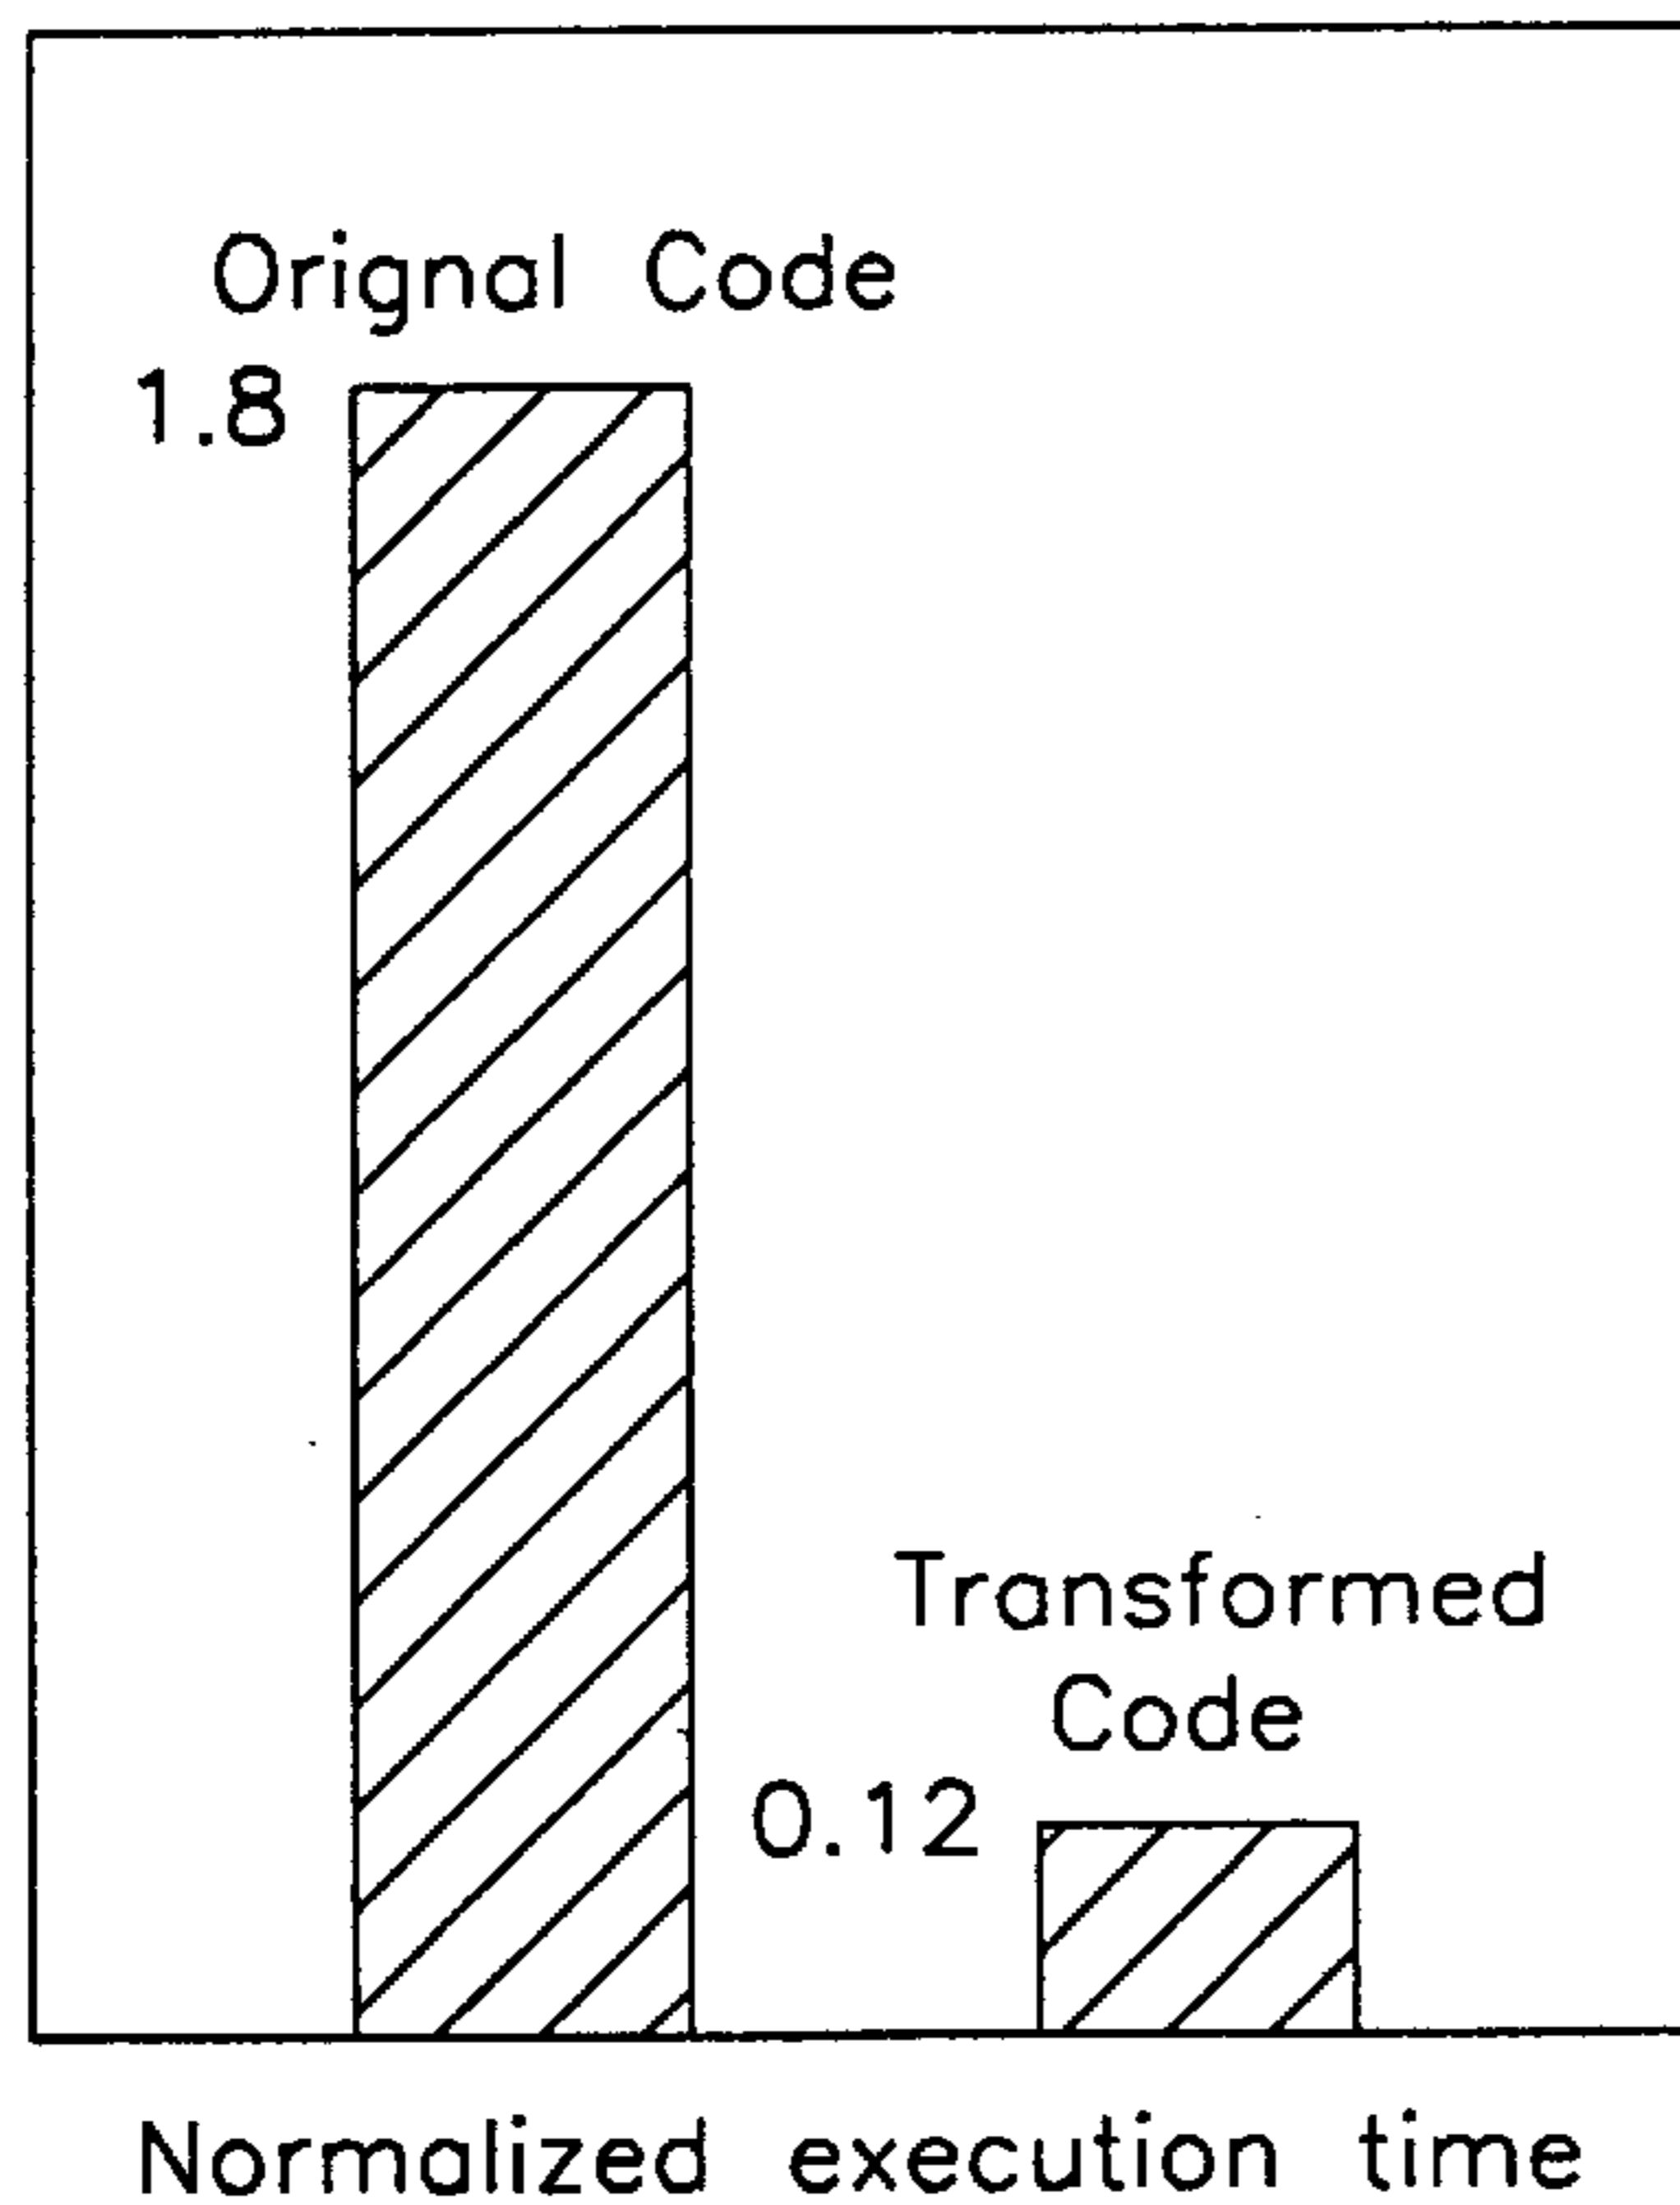 Orignal Code
1.8
Transformed
Code
0.12
Normalized execution time